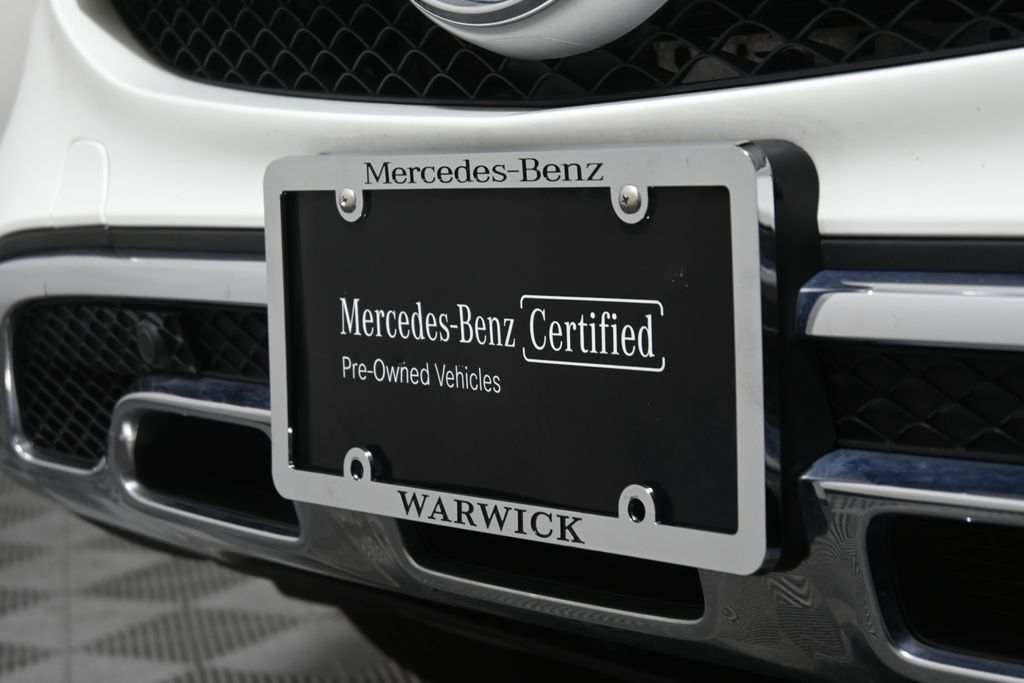 Mercedes-Benz
Mercedes-Benz Certified
Pre-Owned Vehicles
WARWICK